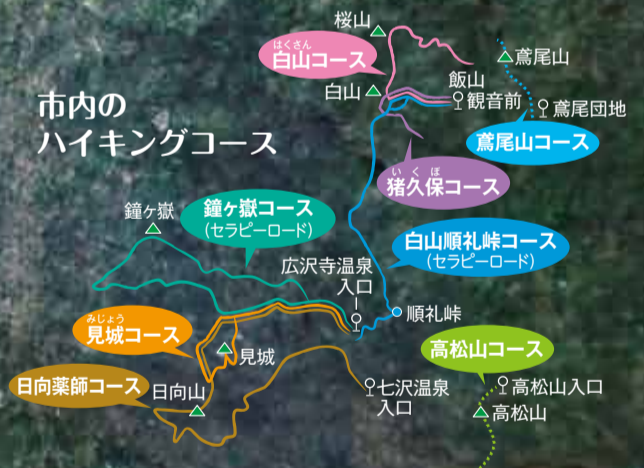 市内の
ハイキングコース
桜山
はくさん
白山コース
白山
飯山
観音前
鳶尾山
鳶尾団地
鳶尾山コース
いくぼ
猪久保コース
鐘ヶ嶽
鐘ヶ嶽コース
(セラピーロード)
白山順礼峠コース
(セラピーロード)
広沢寺温泉
入口
順礼峠
みじょう
見城コース
見城
高松山コース
日向薬師コース
日向山
七沢温泉
入口
高松山入口
高松山